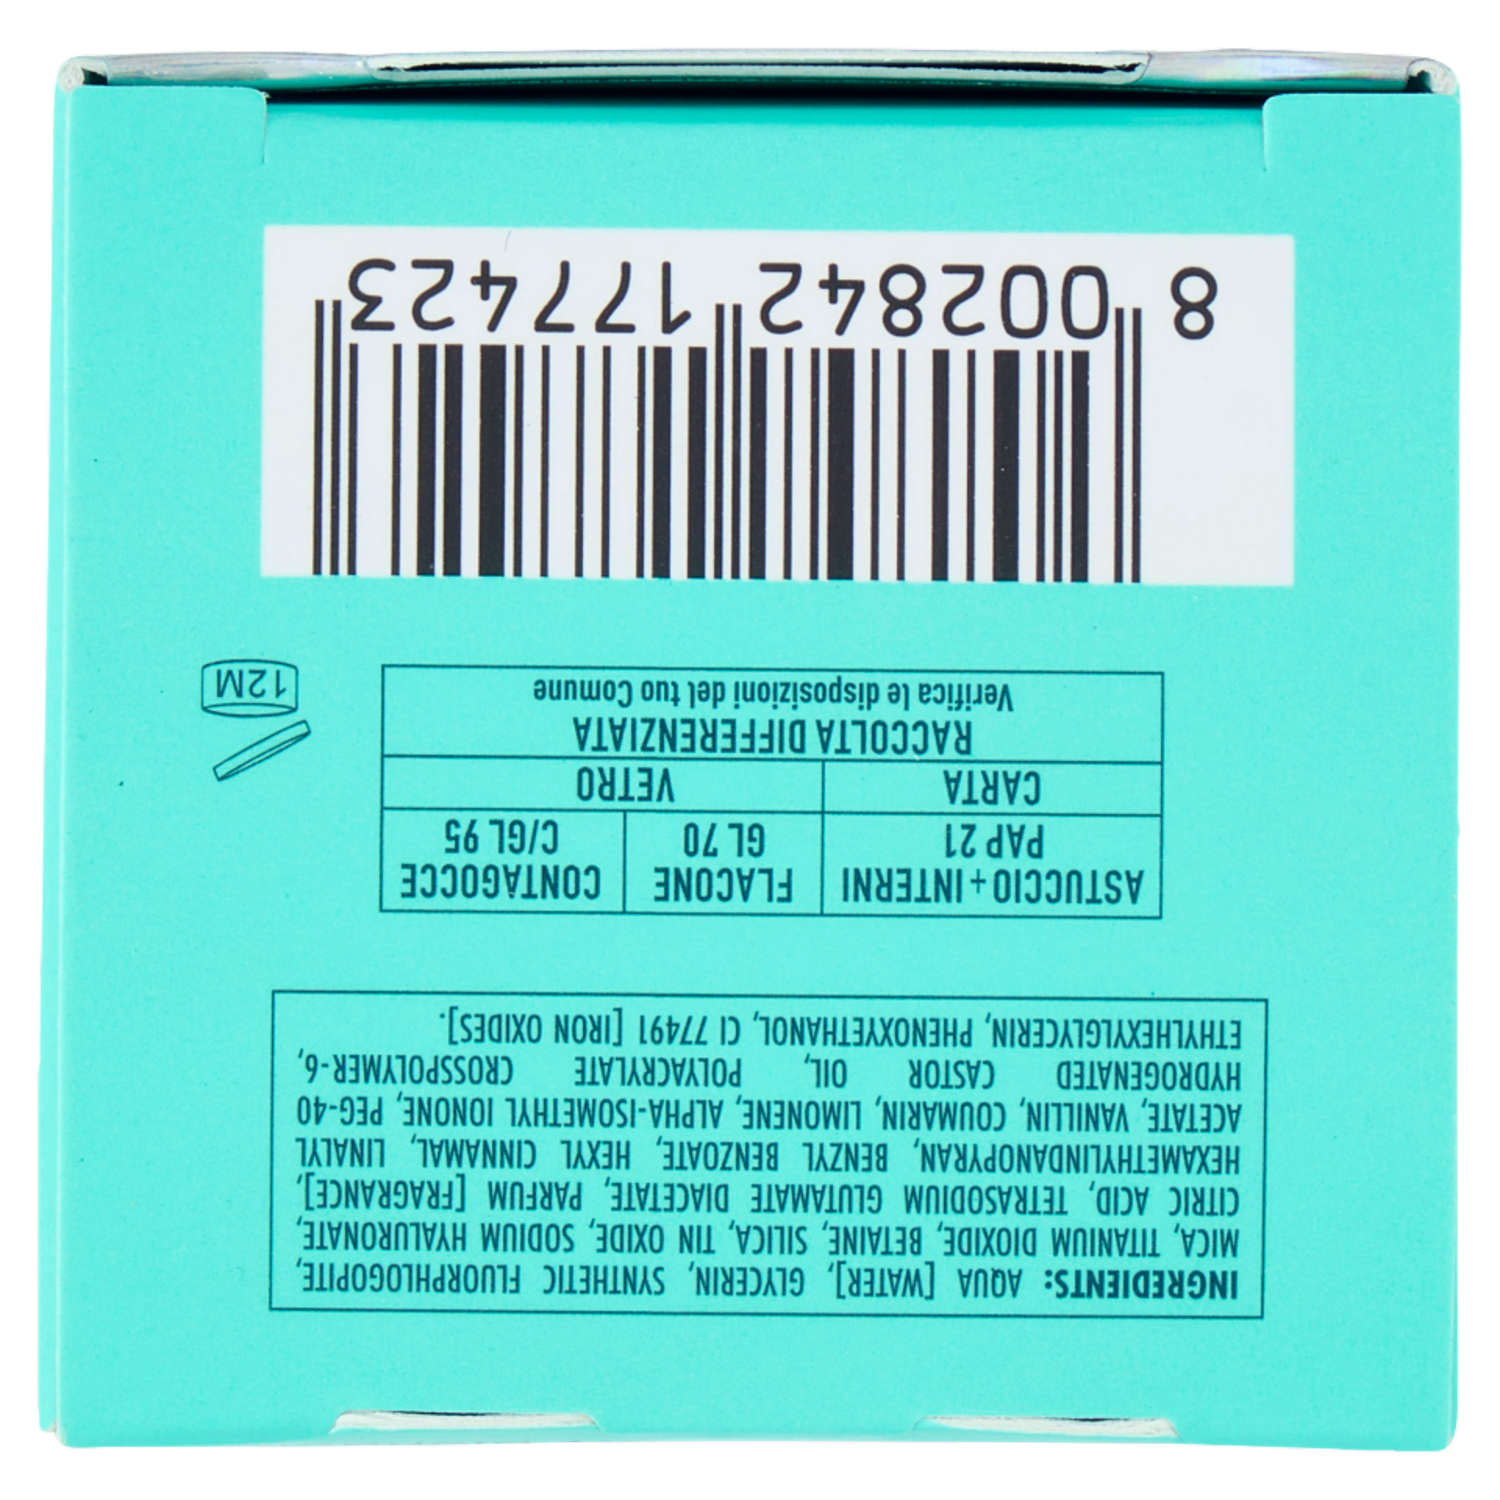 INGREDIENTS: AQUA [WATER], GLYCERIN, SYNTHETIC FLUORPHLOGOPITE,
MICA, TITANIUM DIOXIDE, BETAINE, SILICA, TIN OXIDE, SODIUM HYALURONATE,
CITRIC ACID, TETRASODIUM GLUTAMATE DIACETATE, PARFUM [FRAGRANCE],
HEXAMETHYLINDANOPYRAN, BENZYL BENZOATE, HEXYL CINNAMAL, LINALYL
ACETATE, VANILLIN, COUMARIN, LIMONENE, ALPHA-ISOMETHYL IONONE, PEG-40
HYDROGENATED CASTOR OIL, POLYACRYLATE CROSSPOLYMER-6,
ETHYLHEXYLGLYCERIN, PHENOXYETHANOL, CI 77491 [IRON OXIDES].
ASTUCCIO+INTERNI FLACONE CONTAGOCCE
PAP 21 GL 70 C/GL 95
CARTA VETRO
RACCOLTA DIFFERENZIATA
Verifica le disposizioni del tuo Comune
12M
8 002842 177423